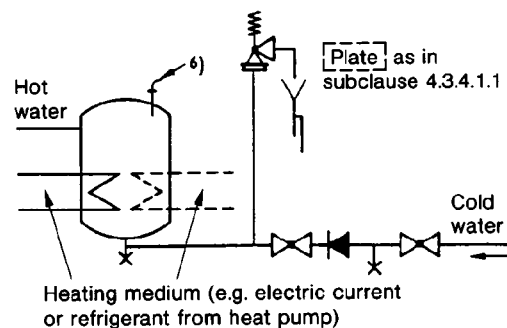 6)
Plate as in
subclause 4.3.4.1.1
Hot
water
Cold
water
Heating medium (e.g. electric current
or refrigerant from heat pump)